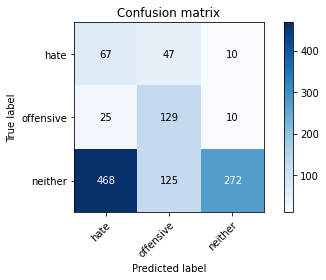 Confusion matrix
hate 67 47 10
offensive 25 129 10
neither 468 125 272
hate offensive neither
True label
Predicted label
400
300
200
100